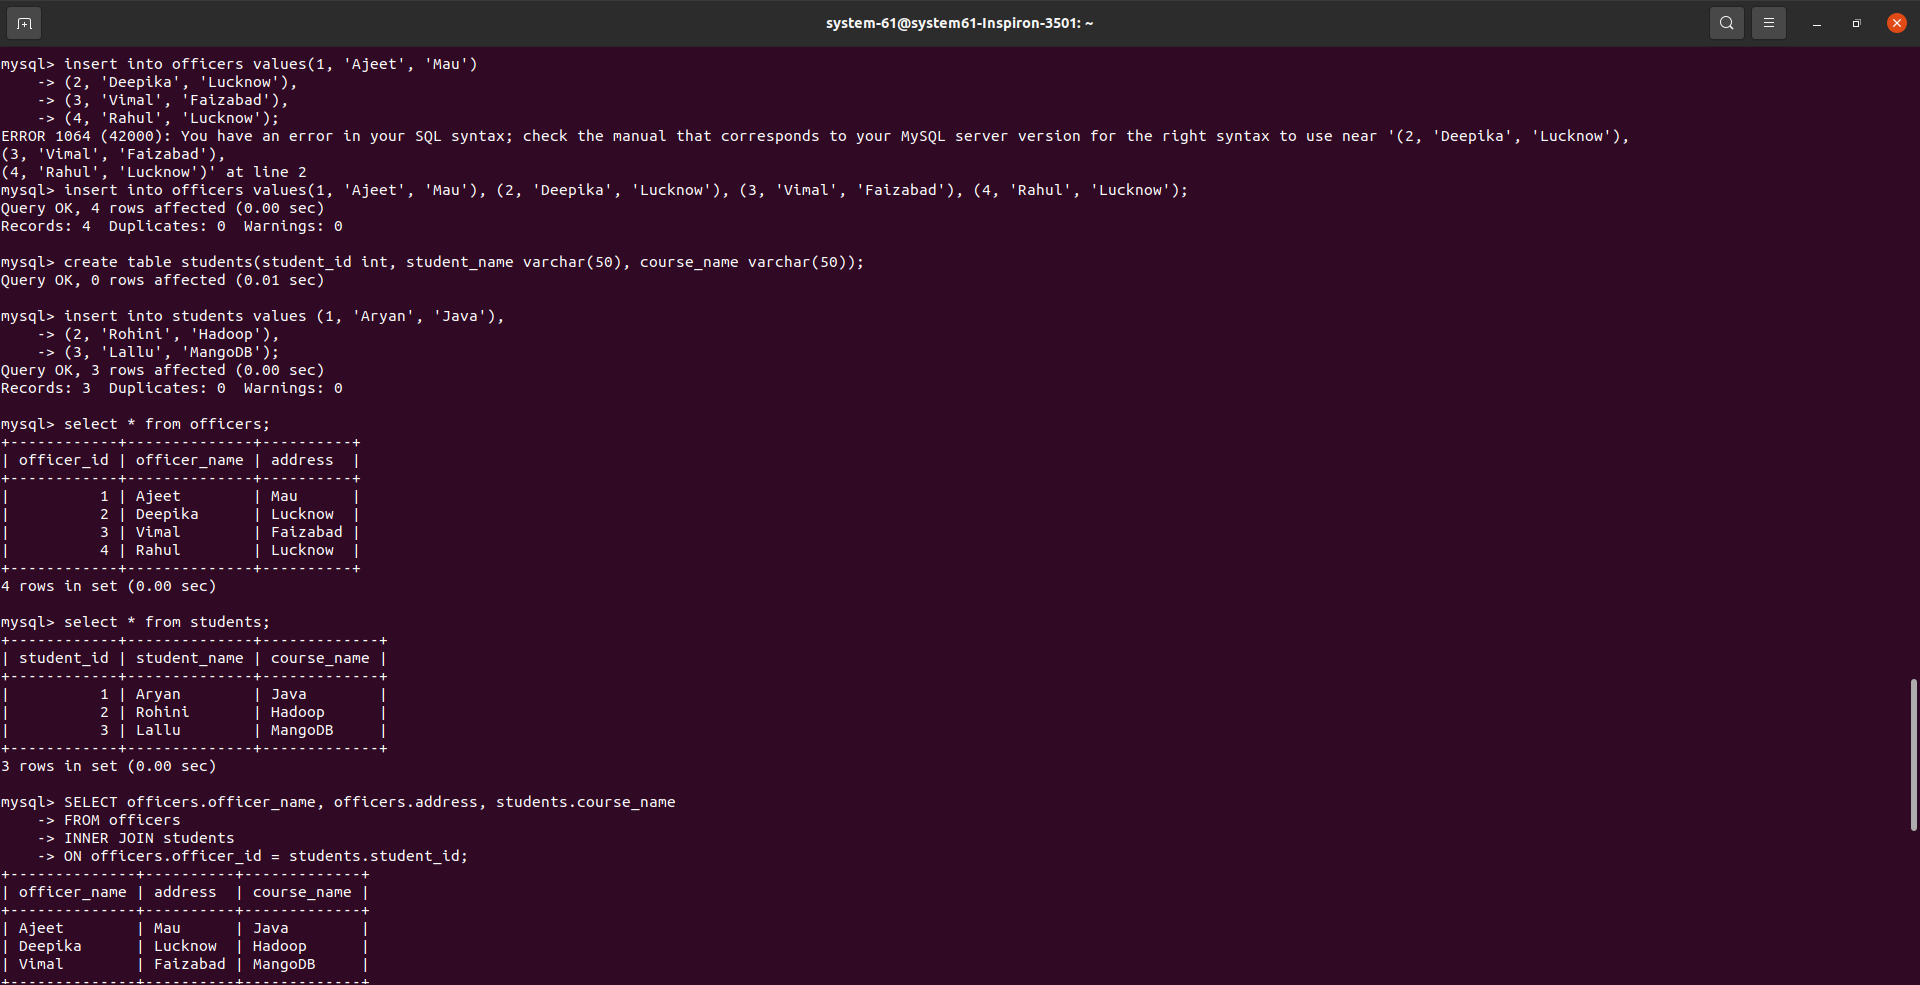 system-61@system61-Inspiron-3501: ~
mysql> insert into officers values(1, 'Ajeet', 'Mau')
    -> (2, 'Deepika', 'Lucknow'),
    -> (3, 'Vimal', 'Faizabad'),
    -> (4, 'Rahul', 'Lucknow');
ERROR 1064 (42000): You have an error in your SQL syntax; check the manual that corresponds to your MySQL server version for the right syntax to use near '(2, 'Deepika', 'Lucknow'),
(3, 'Vimal', 'Faizabad'),
(4, 'Rahul', 'Lucknow')' at line 2
mysql> insert into officers values(1, 'Ajeet', 'Mau'), (2, 'Deepika', 'Lucknow'), (3, 'Vimal', 'Faizabad'), (4, 'Rahul', 'Lucknow');
Query OK, 4 rows affected (0.00 sec)
Records: 4  Duplicates: 0  Warnings: 0

mysql> create table students(student_id int, student_name varchar(50), course_name varchar(50));
Query OK, 0 rows affected (0.01 sec)

mysql> insert into students values (1, 'Aryan', 'Java'),
    -> (2, 'Rohini', 'Hadoop'),
    -> (3, 'Lallu', 'MangoDB');
Query OK, 3 rows affected (0.00 sec)
Records: 3  Duplicates: 0  Warnings: 0

mysql> select * from officers;
+------------+--------------+----------+
| officer_id | officer_name | address  |
+------------+--------------+----------+
|          1 | Ajeet        | Mau      |
|          2 | Deepika      | Lucknow  |
|          3 | Vimal        | Faizabad |
|          4 | Rahul        | Lucknow  |
+------------+--------------+----------+
4 rows in set (0.00 sec)

mysql> select * from students;
+------------+--------------+-------------+
| student_id | student_name | course_name |
+------------+--------------+-------------+
|          1 | Aryan        | Java        |
|          2 | Rohini       | Hadoop      |
|          3 | Lallu        | MangoDB     |
+------------+--------------+-------------+
3 rows in set (0.00 sec)

mysql> SELECT officers.officer_name, officers.address, students.course_name
    -> FROM officers
    -> INNER JOIN students
    -> ON officers.officer_id = students.student_id;
+--------------+----------+-------------+
| officer_name | address  | course_name |
+--------------+----------+-------------+
| Ajeet        | Mau      | Java        |
| Deepika      | Lucknow  | Hadoop      |
| Vimal        | Faizabad | MangoDB     |
+--------------+----------+-------------+